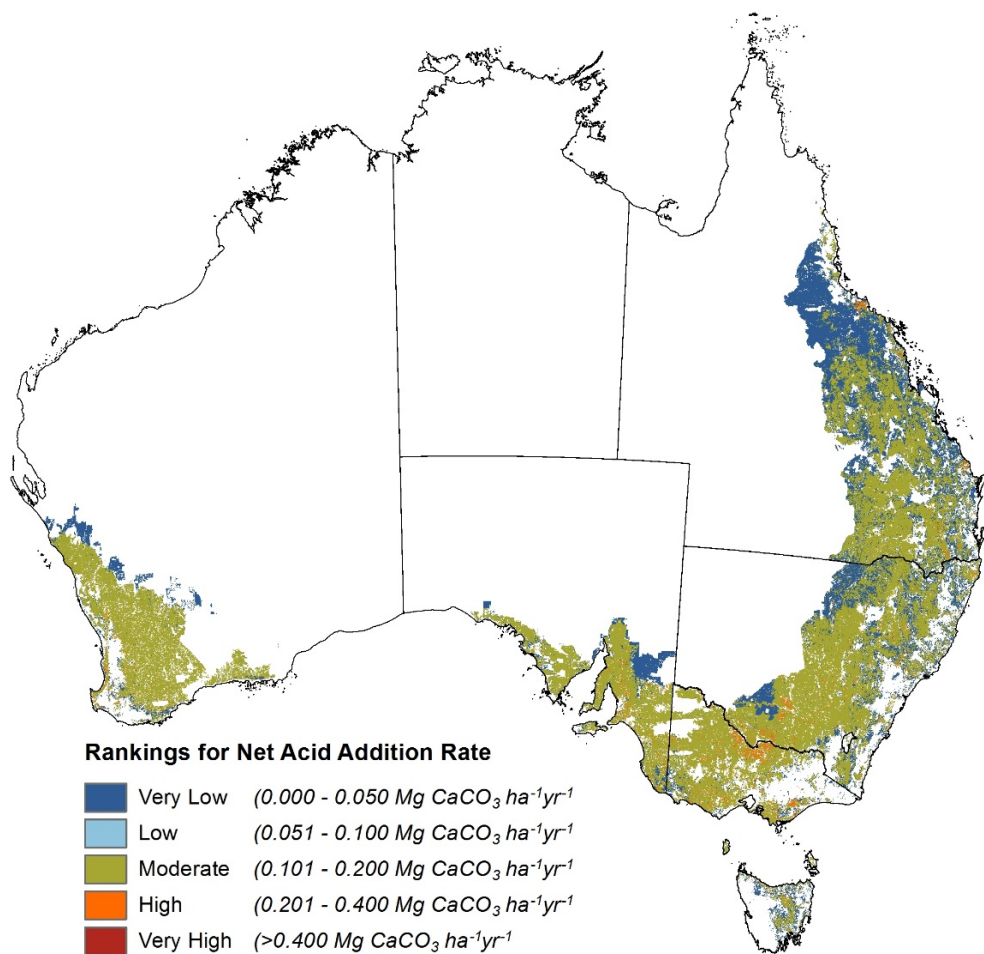 Rankings for Net Acid Addition Rate
Very Low (0.000 - 0.050 Mg CaCO₃ ha⁻¹yr⁻¹
Low (0.051 - 0.100 Mg CaCO₃ ha⁻¹yr⁻¹
Moderate (0.101 - 0.200 Mg CaCO₃ ha⁻¹yr⁻¹
High (0.201 - 0.400 Mg CaCO₃ ha⁻¹yr⁻¹
Very High (>0.400 Mg CaCO₃ ha⁻¹yr⁻¹